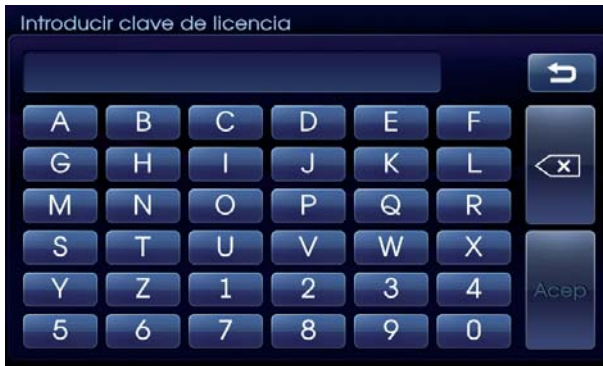 Introducir clave de licencia
A B C D E F
G H I J K L
M N O P Q R
S T U V W X
Y Z 1 2 3 4 Acep
5 6 7 8 9 0